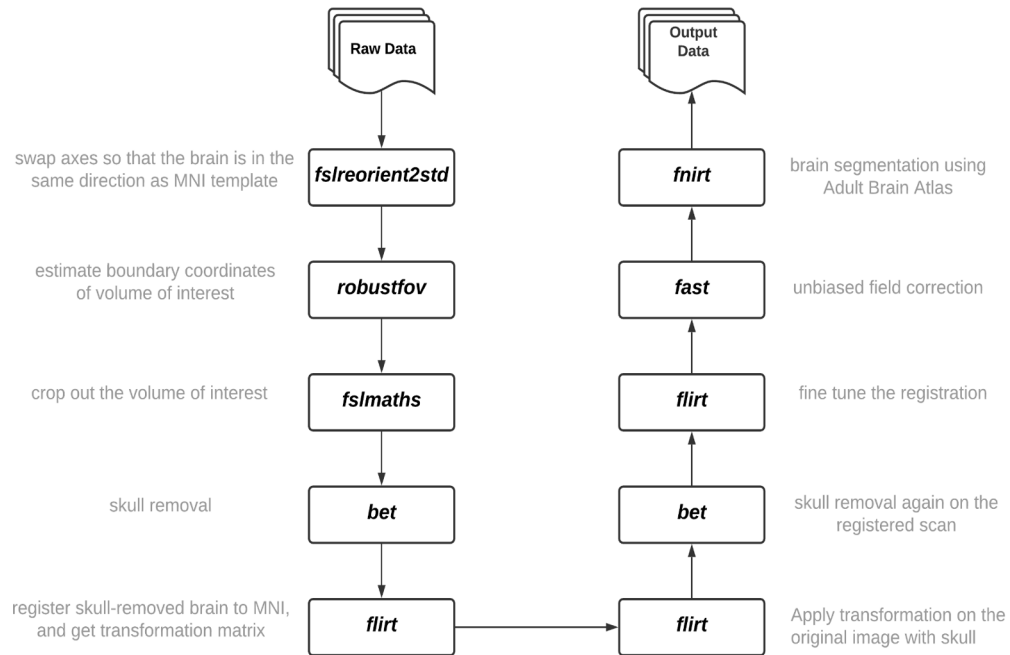 Raw Data
swap axes so that the brain is in the
same direction as MNI template
fslreorient2std
estimate boundary coordinates
of volume of interest
robustfov
crop out the volume of interest
fslmaths
skull removal
bet
register skull-removed brain to MNI,
and get transformation matrix
flirt
flirt
Apply transformation on the
original image with skull
bet
skull removal again on the
registered scan
flirt
fine tune the registration
fast
unbiased field correction
fnirt
brain segmentation using
Adult Brain Atlas
Output
Data